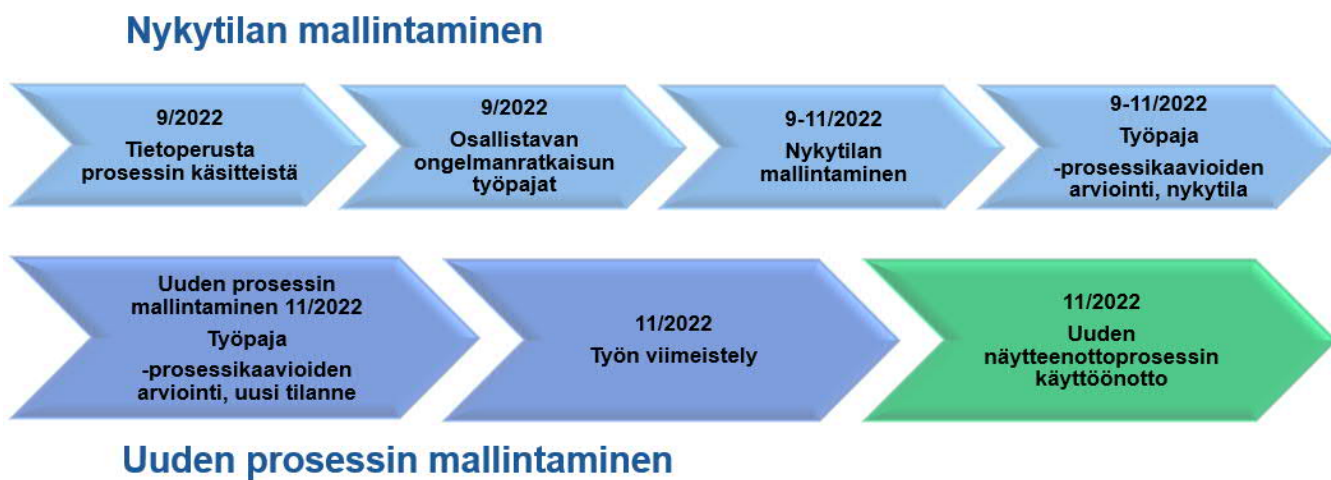 Nykytilan mallintaminen
9/2022
Tietoperusta
prosessin käsitteistä
9/2022
Osallistavan
ongelmanratkaisun
työpajat
9-11/2022
Nykytilan
mallintaminen
9-11/2022
Työpaja
-prosessikaavioiden
arviointi, nykytila
Uuden prosessin
mallintaminen 11/2022
Työpaja
-prosessikaavioiden
arviointi, uusi tilanne
11/2022
Työn viimeistely
11/2022
Uuden
näytteenottoprosessin
käyttöönotto
Uuden prosessin mallintaminen